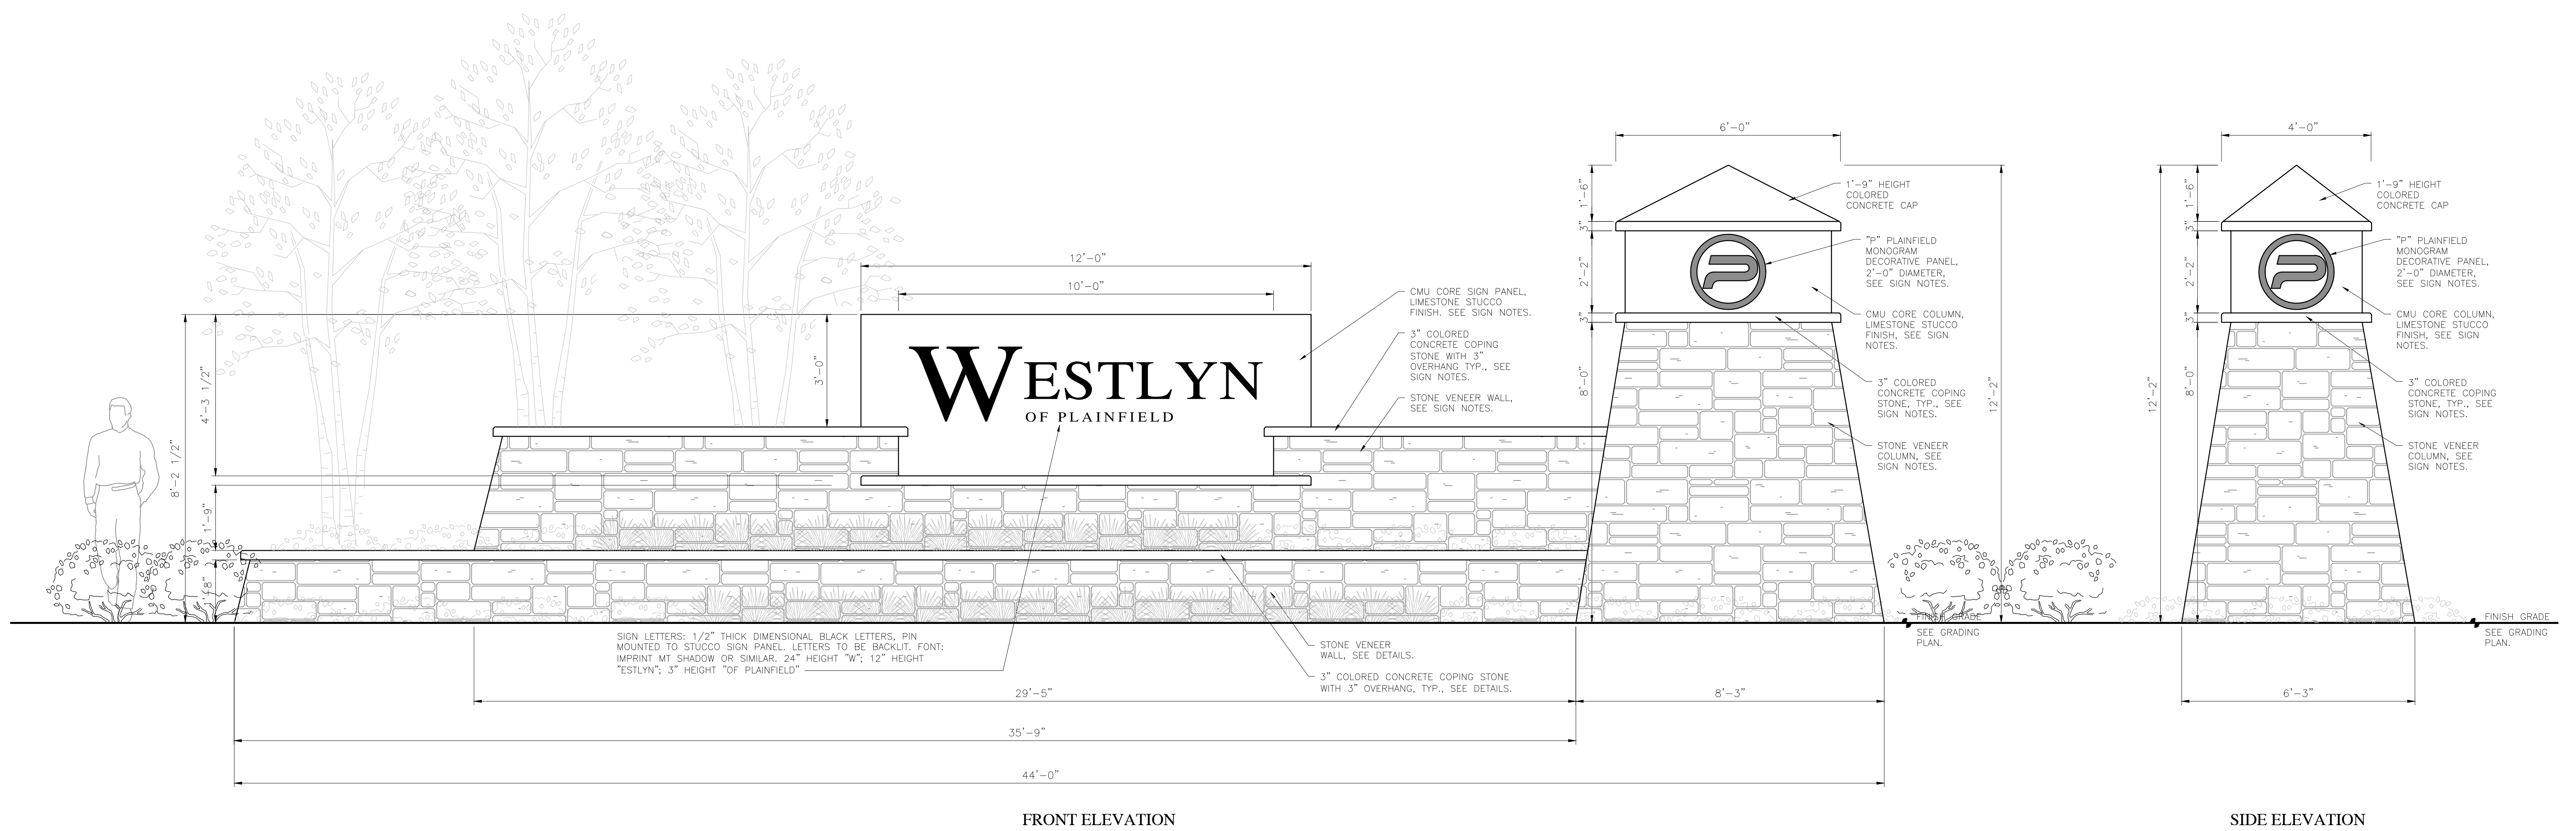 6'-0"
4'-0"
1'-6"
3"
2'-2"
3"
8'-0"
12'-2"
1'-9" HEIGHT
COLORED
CONCRETE CAP
"P" PLAINFIELD
MONOGRAM
DECORATIVE PANEL,
2'-0" DIAMETER,
SEE SIGN NOTES.
CMU CORE COLUMN,
LIMESTONE STUCCO
FINISH, SEE SIGN
NOTES.
3" COLORED
CONCRETE COPING
STONE, TYP., SEE
SIGN NOTES.
STONE VENEER
COLUMN, SEE
SIGN NOTES.
12'-2"
1'-6"
3"
2'-2"
3"
8'-0"
1'-9" HEIGHT
COLORED
CONCRETE CAP
"P" PLAINFIELD
MONOGRAM
DECORATIVE PANEL,
2'-0" DIAMETER,
SEE SIGN NOTES.
CMU CORE COLUMN,
LIMESTONE STUCCO
FINISH, SEE SIGN
NOTES.
3" COLORED
CONCRETE COPING
STONE, TYP., SEE
SIGN NOTES.
STONE VENEER
COLUMN, SEE
SIGN NOTES.
P
P
12'-0"
10'-0"
3'-0"
4'-3 1/2"
8'-2 1/2"
1'-9"
WESTLYN
OF PLAINFIELD
CMU CORE SIGN PANEL,
LIMESTONE STUCCO
FINISH. SEE SIGN NOTES.
3" COLORED
CONCRETE COPING
STONE WITH 3"
OVERHANG TYP., SEE
SIGN NOTES.
STONE VENEER WALL,
SEE SIGN NOTES.
SIGN LETTERS: 1/2" THICK DIMENSIONAL BLACK LETTERS, PIN
MOUNTED TO STUCCO SIGN PANEL. LETTERS TO BE BACKLIT. FONT:
IMPRINT MT SHADOW OR SIMILAR. 24" HEIGHT "W"; 12" HEIGHT
"ESTLYN"; 3" HEIGHT "OF PLAINFIELD"
STONE VENEER
WALL, SEE DETAILS.
3" COLORED CONCRETE COPING STONE
WITH 3" OVERHANG, TYP., SEE DETAILS.
FINISH GRADE
SEE GRADING
PLAN.
FINISH GRADE
SEE GRADING
PLAN.
29'-5"
8'-3"
6'-3"
35'-9"
44'-0"
FRONT ELEVATION
SIDE ELEVATION